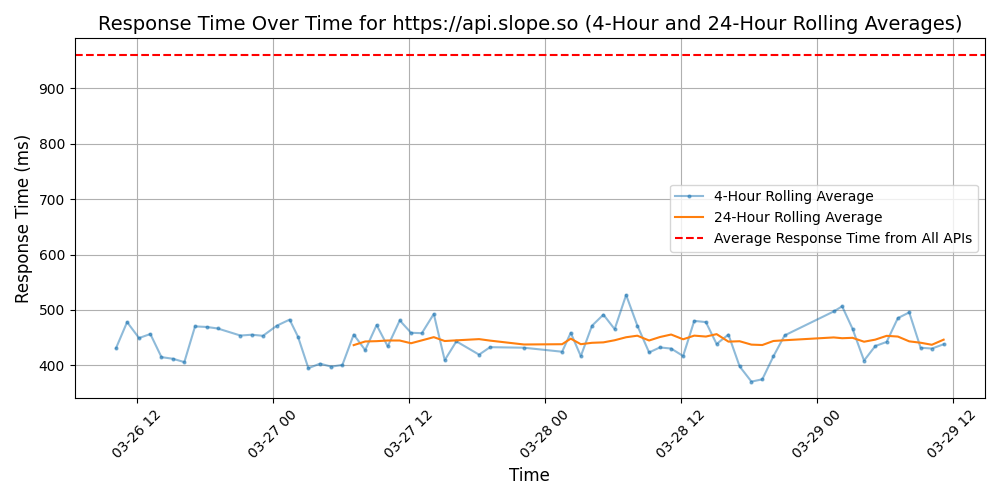 Response Time Over Time for https://api.slope.so (4-Hour and 24-Hour Rolling Averages)
Response Time (ms)
900
800
700
600
500
400
4-Hour Rolling Average
24-Hour Rolling Average
Average Response Time from All APIs
03-26 12
03-27 00
03-27 12
03-28 00
03-28 12
03-29 00
03-29 12
Time